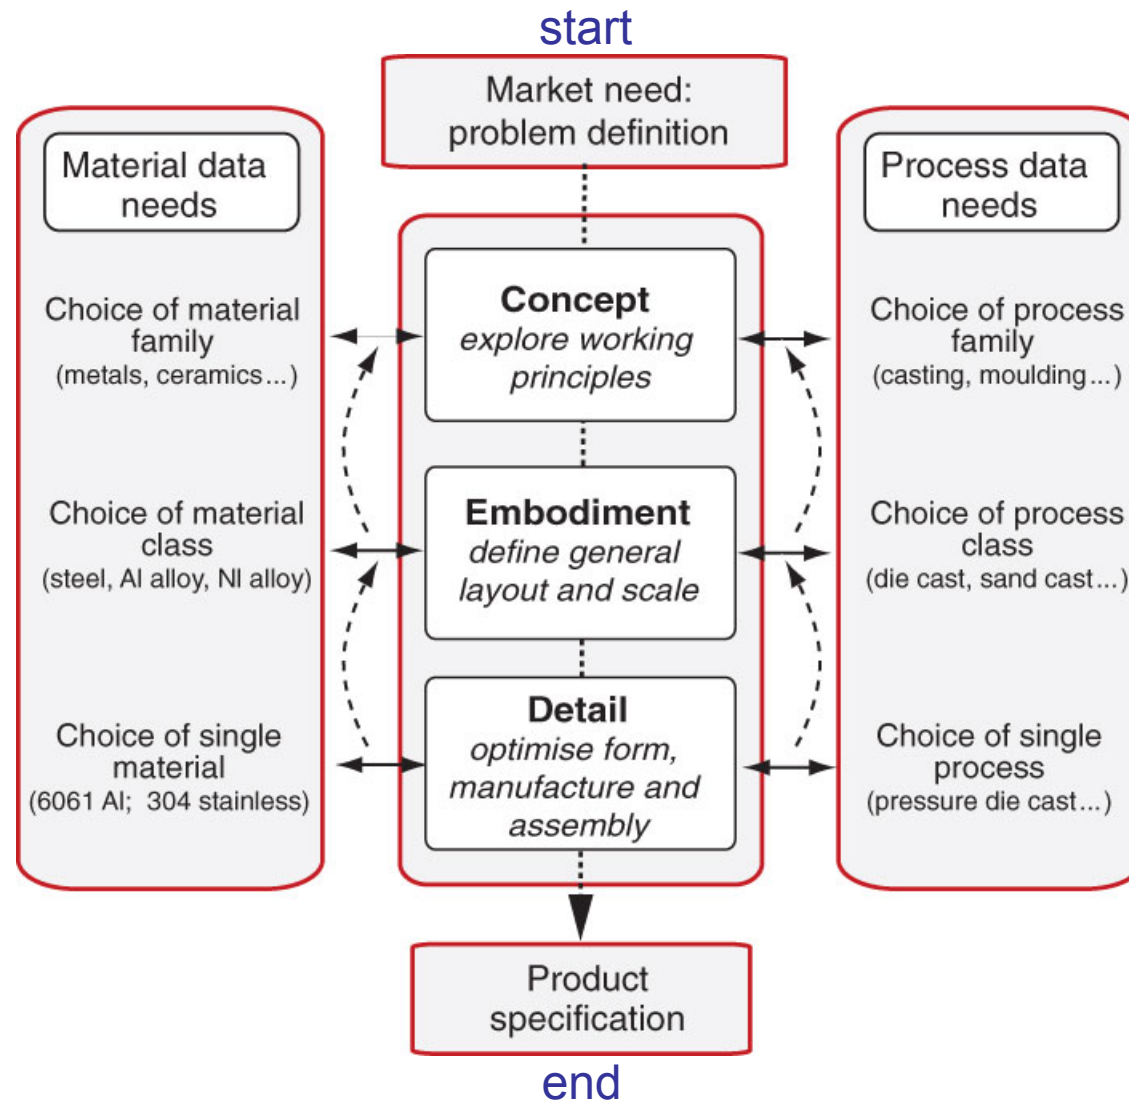 start
Market need:
problem definition
Material data
needs
Choice of material
family
(metals, ceramics...)
Choice of material
class
(steel, Al alloy, NI alloy)
Choice of single
material
(6061 Al; 304 stainless)
Concept
explore working
principles
Embodiment
define general
layout and scale
Detail
optimise form,
manufacture and
assembly
Process data
needs
Choice of process
family
(casting, moulding...)
Choice of process
class
(die cast, sand cast...)
Choice of single
process
(pressure die cast...)
Product
specification
end